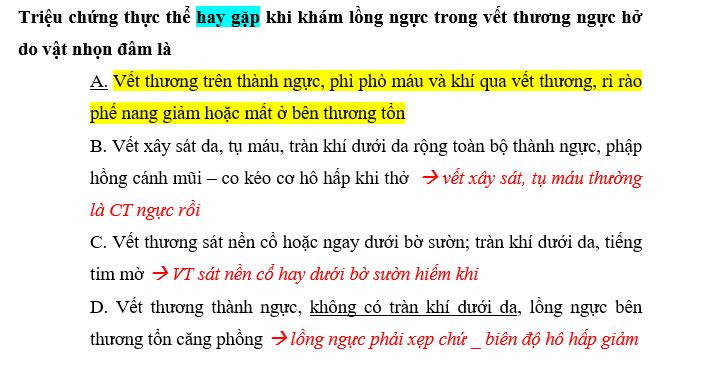 Triệu chứng thực thể hay gặp khi khám lồng ngực trong vết thương ngực hở
do vật nhọn đâm là
A. Vết thương trên thành ngực, phì phò máu và khí qua vết thương, rì rào
phế nang giảm hoặc mất ở bên thương tổn
B. Vết xây sát da, tụ máu, tràn khí dưới da rộng toàn bộ thành ngực, phập
hồng cánh mũi – co kéo cơ hô hấp khi thở → vết xây sát, tụ máu thường
là CT ngực rồi
C. Vết thương sát nền cổ hoặc ngay dưới bờ sườn; tràn khí dưới da, tiếng
tim mờ → VT sát nền cổ hay dưới bờ sườn hiếm khi
D. Vết thương thành ngực, không có tràn khí dưới da, lồng ngực bên
thương tổn căng phồng → lồng ngực phải xẹp chứ _ biên độ hô hấp giảm